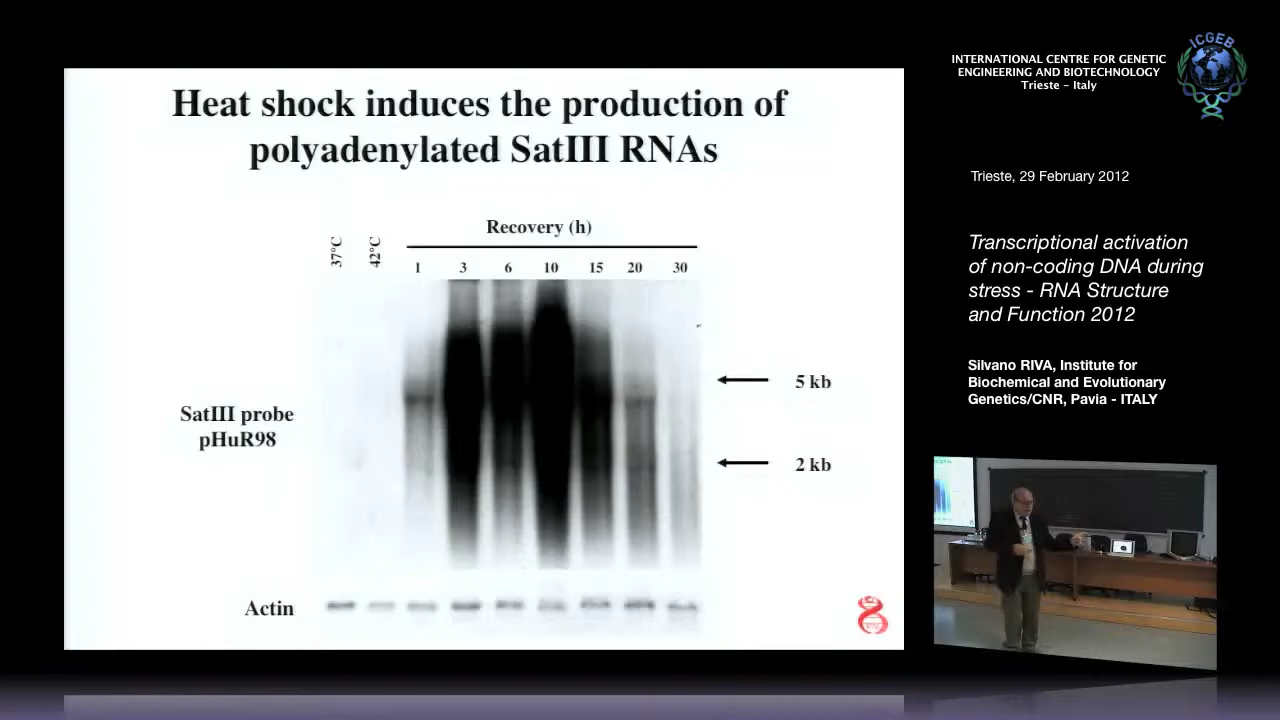 Heat shock induces the production of
polyadenylated SatIII RNAs
Recovery (h)
37°C
42°C
1 3 6 10 15 20 30
5 kb
SatIII probe
pHuR98
2 kb
Actin
ICGEB
INTERNATIONAL CENTRE FOR GENETIC
ENGINEERING AND BIOTECHNOLOGY
Trieste - Italy
Trieste, 29 February 2012
Transcriptional activation
of non-coding DNA during
stress - RNA Structure
and Function 2012
Silvano RIVA, Institute for
Biochemical and Evolutionary
Genetics/CNR, Pavia - ITALY